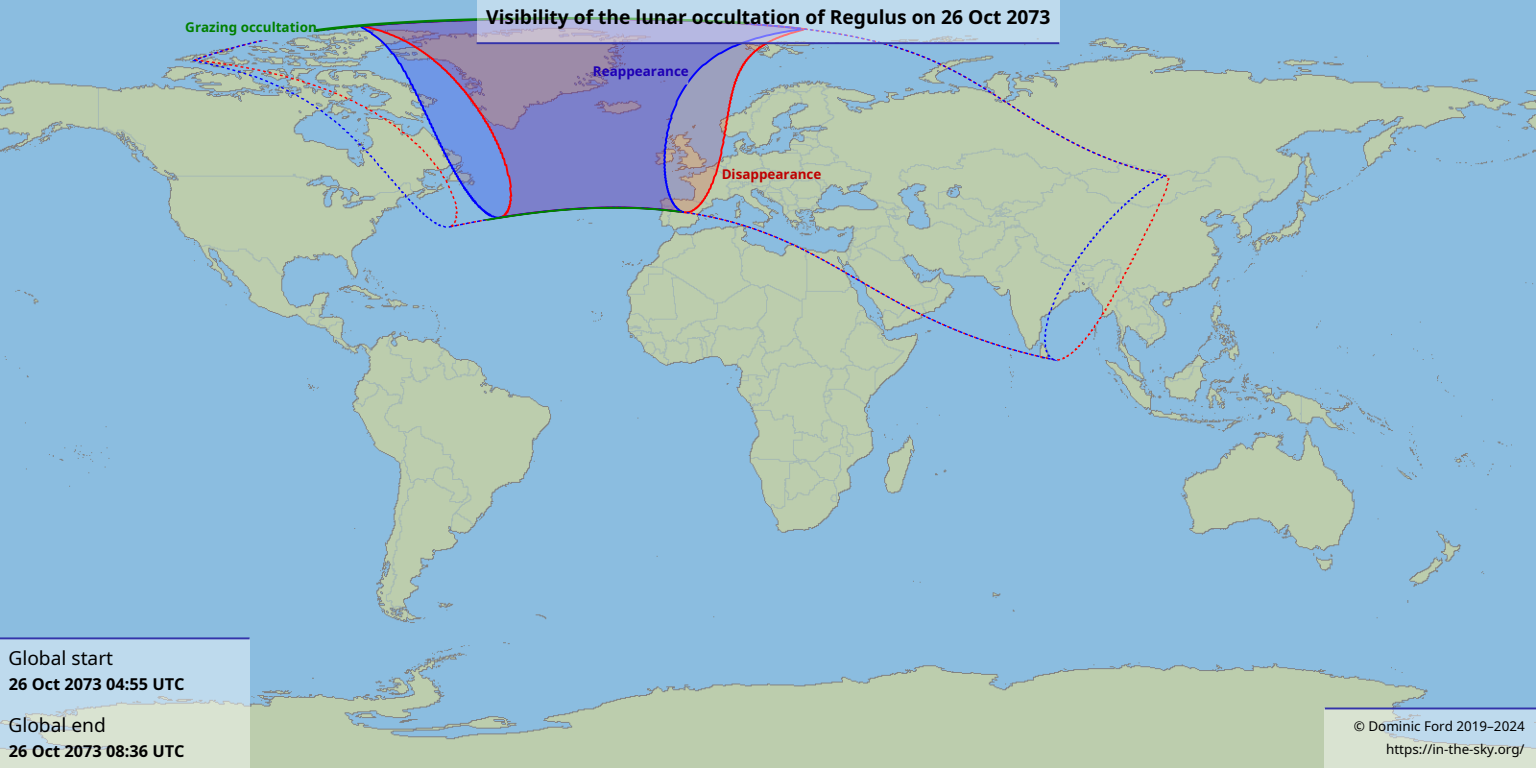 Visibility of the lunar occultation of Regulus on 26 Oct 2073
Grazing occultation
Reappearance
Disappearance
Global start
26 Oct 2073 04:55 UTC
Global end
26 Oct 2073 08:36 UTC
© Dominic Ford 2019–2024
https://in-the-sky.org/